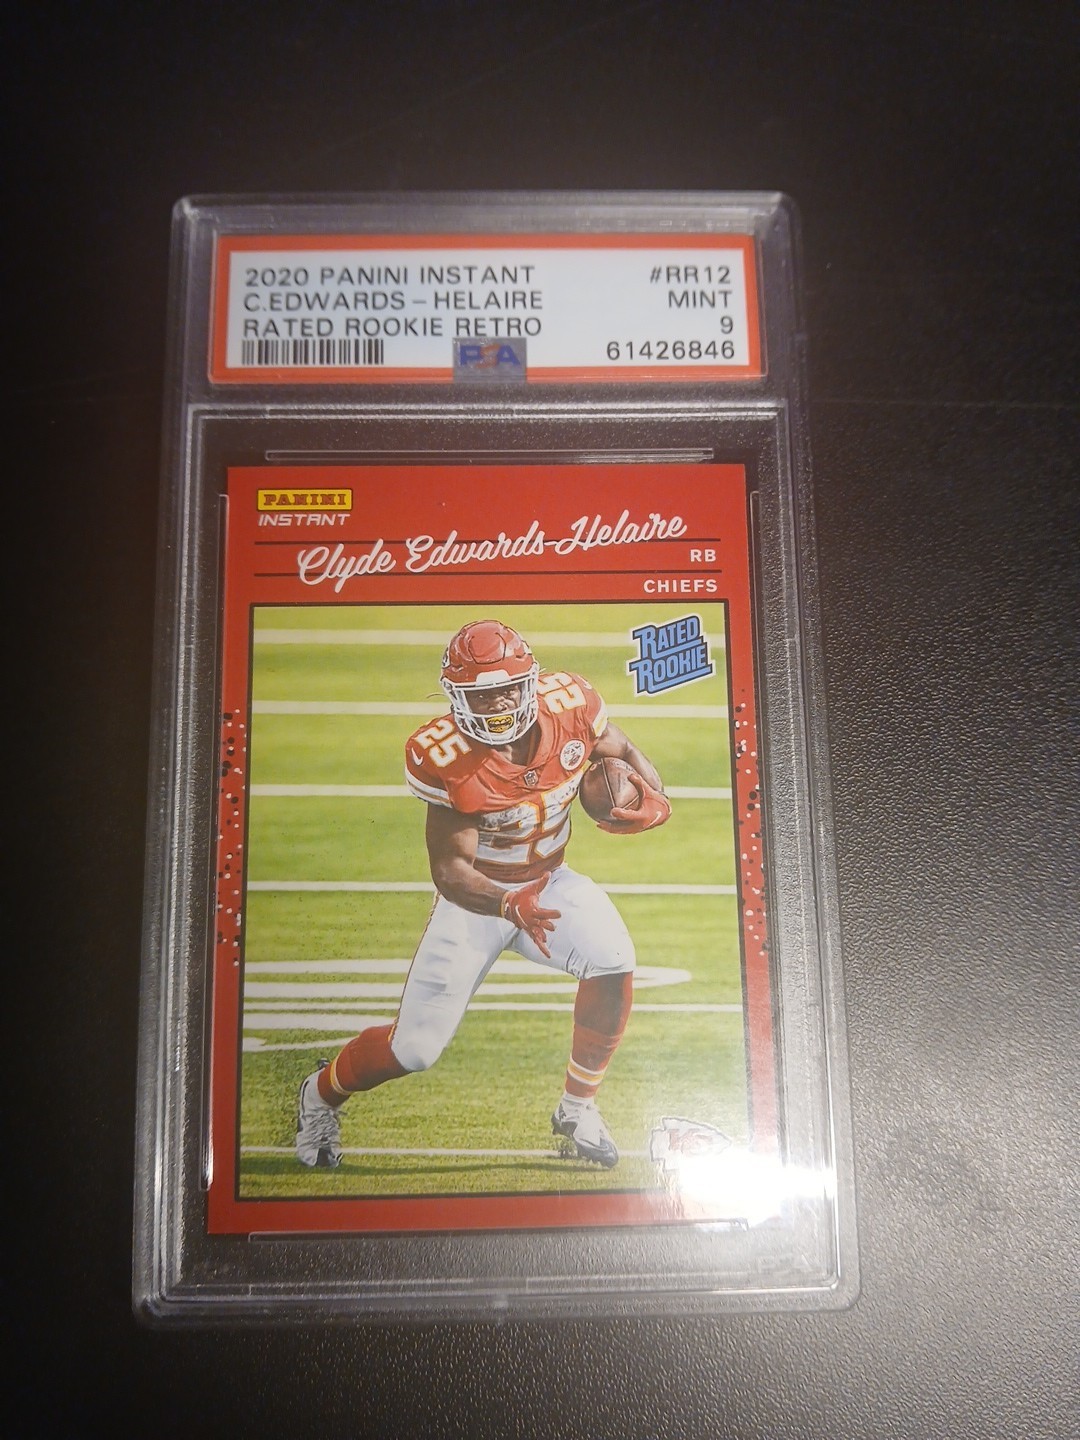 2020 PANINI INSTANT #RR12
C.EDWARDS-HELAIRE MINT
RATED ROOKIE RETRO 9
PSA 61426846
PANINI
INSTANT
Clyde Edwards-Helaire
RB
CHIEFS
RATED
ROOKIE
25
25
25